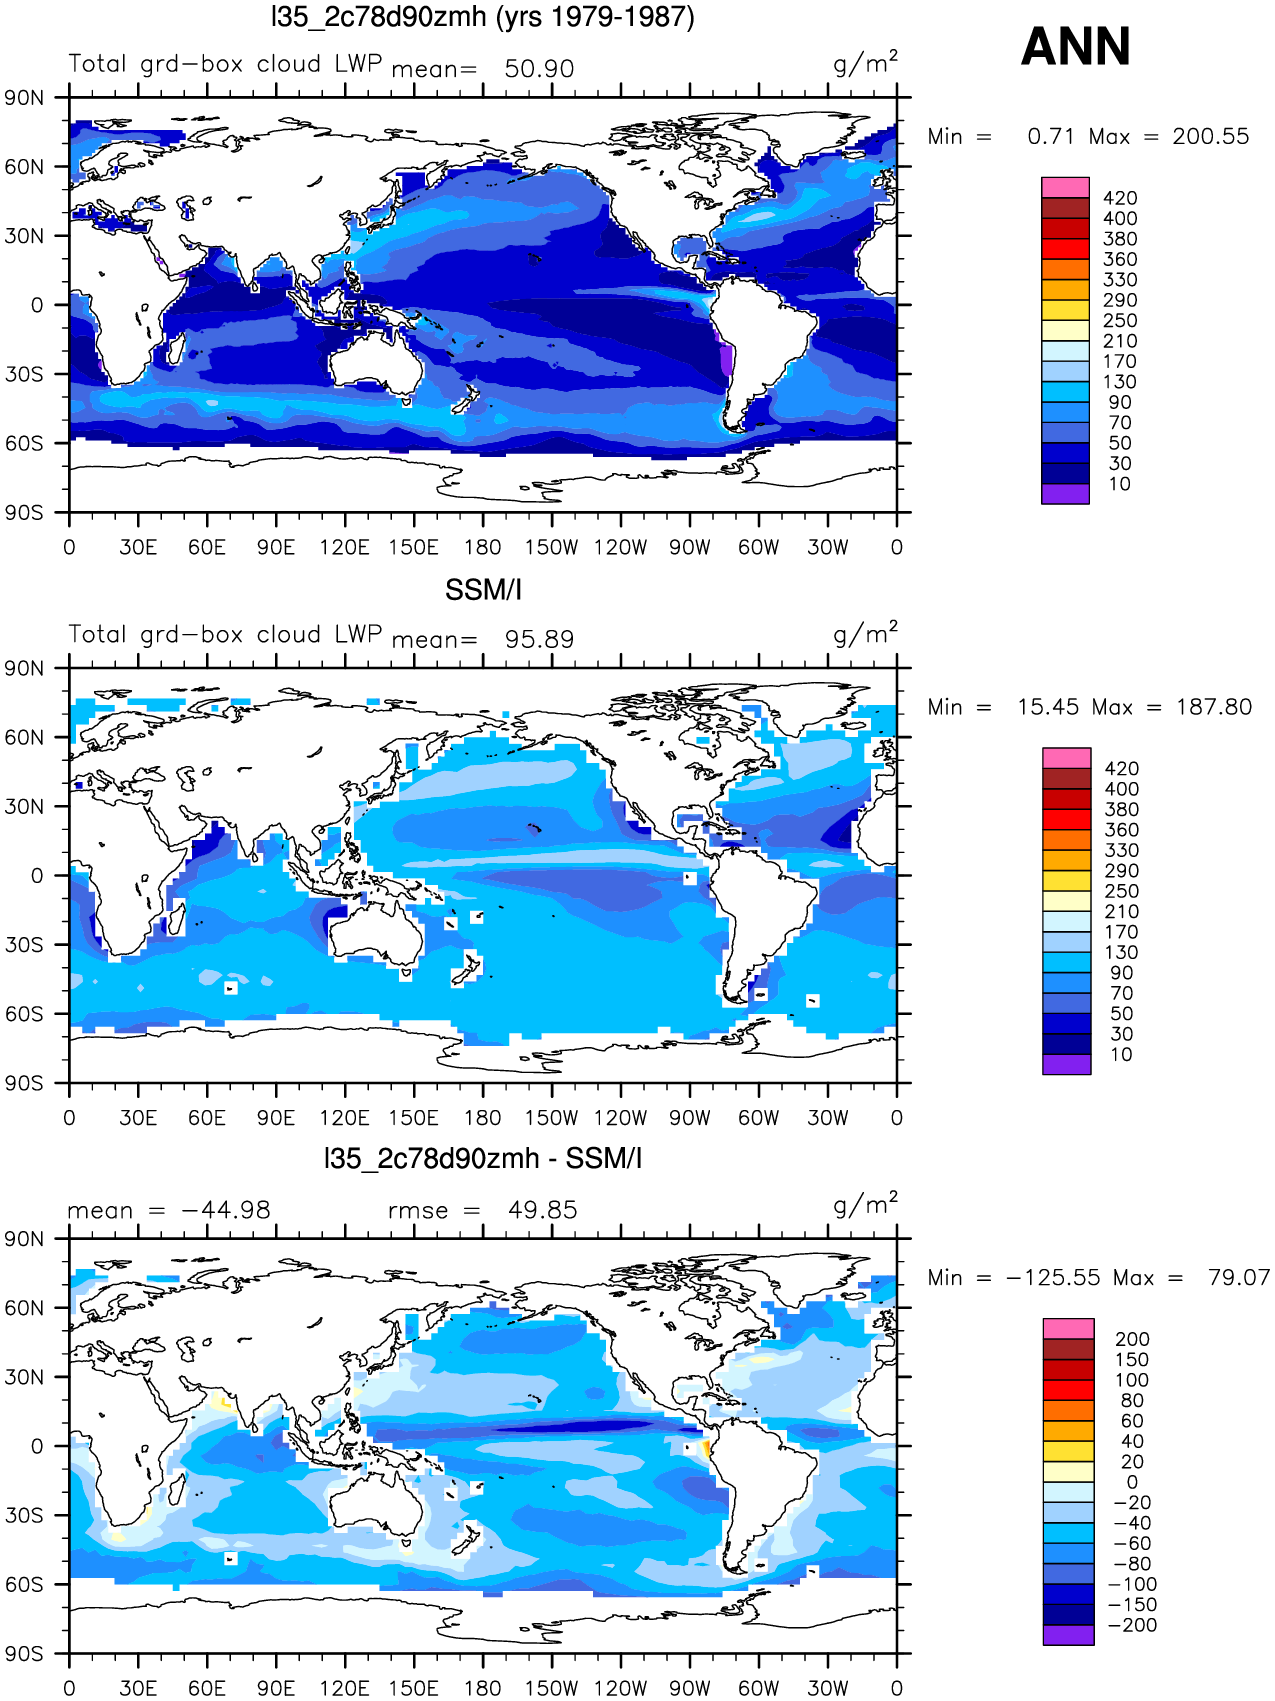 l35_2c78d90zmh (yrs 1979-1987)
ANN
Total grd-box cloud LWP mean= 50.90 g/m²
Min = 0.71 Max = 200.55
90N
60N
30N
0
30S
60S
90S
0 30E 60E 90E 120E 150E 180 150W 120W 90W 60W 30W 0
420
400
380
360
330
290
250
210
170
130
90
70
50
30
10
SSM/I
Total grd-box cloud LWP mean= 95.89 g/m²
Min = 15.45 Max = 187.80
90N
60N
30N
0
30S
60S
90S
0 30E 60E 90E 120E 150E 180 150W 120W 90W 60W 30W 0
420
400
380
360
330
290
250
210
170
130
90
70
50
30
10
l35_2c78d90zmh - SSM/I
mean = -44.98 rmse = 49.85 g/m²
Min = -125.55 Max = 79.07
90N
60N
30N
0
30S
60S
90S
0 30E 60E 90E 120E 150E 180 150W 120W 90W 60W 30W 0
200
150
100
80
60
40
20
0
-20
-40
-60
-80
-100
-150
-200